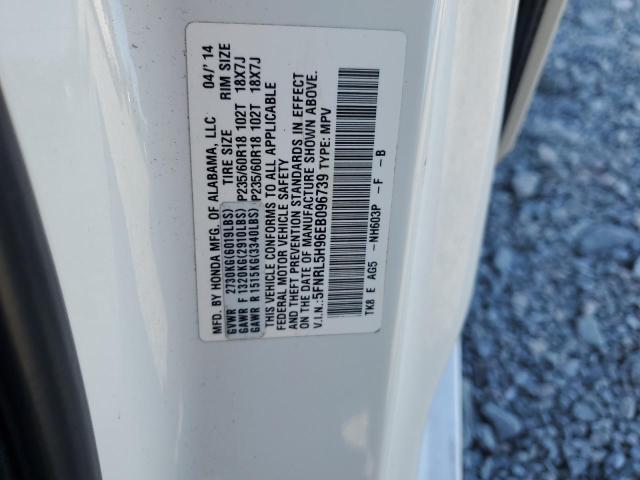 MFD. BY HONDA MFG. OF ALABAMA, LLC 04/'14
GVWR 2730KG(6019LBS) TIRE SIZE RIM SIZE
GAWR F 1320KG(2910LBS) P235/60R18 102T 18X7J
GAWR R 1515KG(3340LBS) P235/60R18 102T 18X7J
THIS VEHICLE CONFORMS TO ALL APPLICABLE
FEDERAL MOTOR VEHICLE SAFETY
AND THEFT PREVENTION STANDARDS IN EFFECT
ON THE DATE OF MANUFACTURE SHOWN ABOVE.
V.I.N.:5FNRL5H96EB096739 TYPE: MPV
TK8 E AG5 -NH603P -F -B